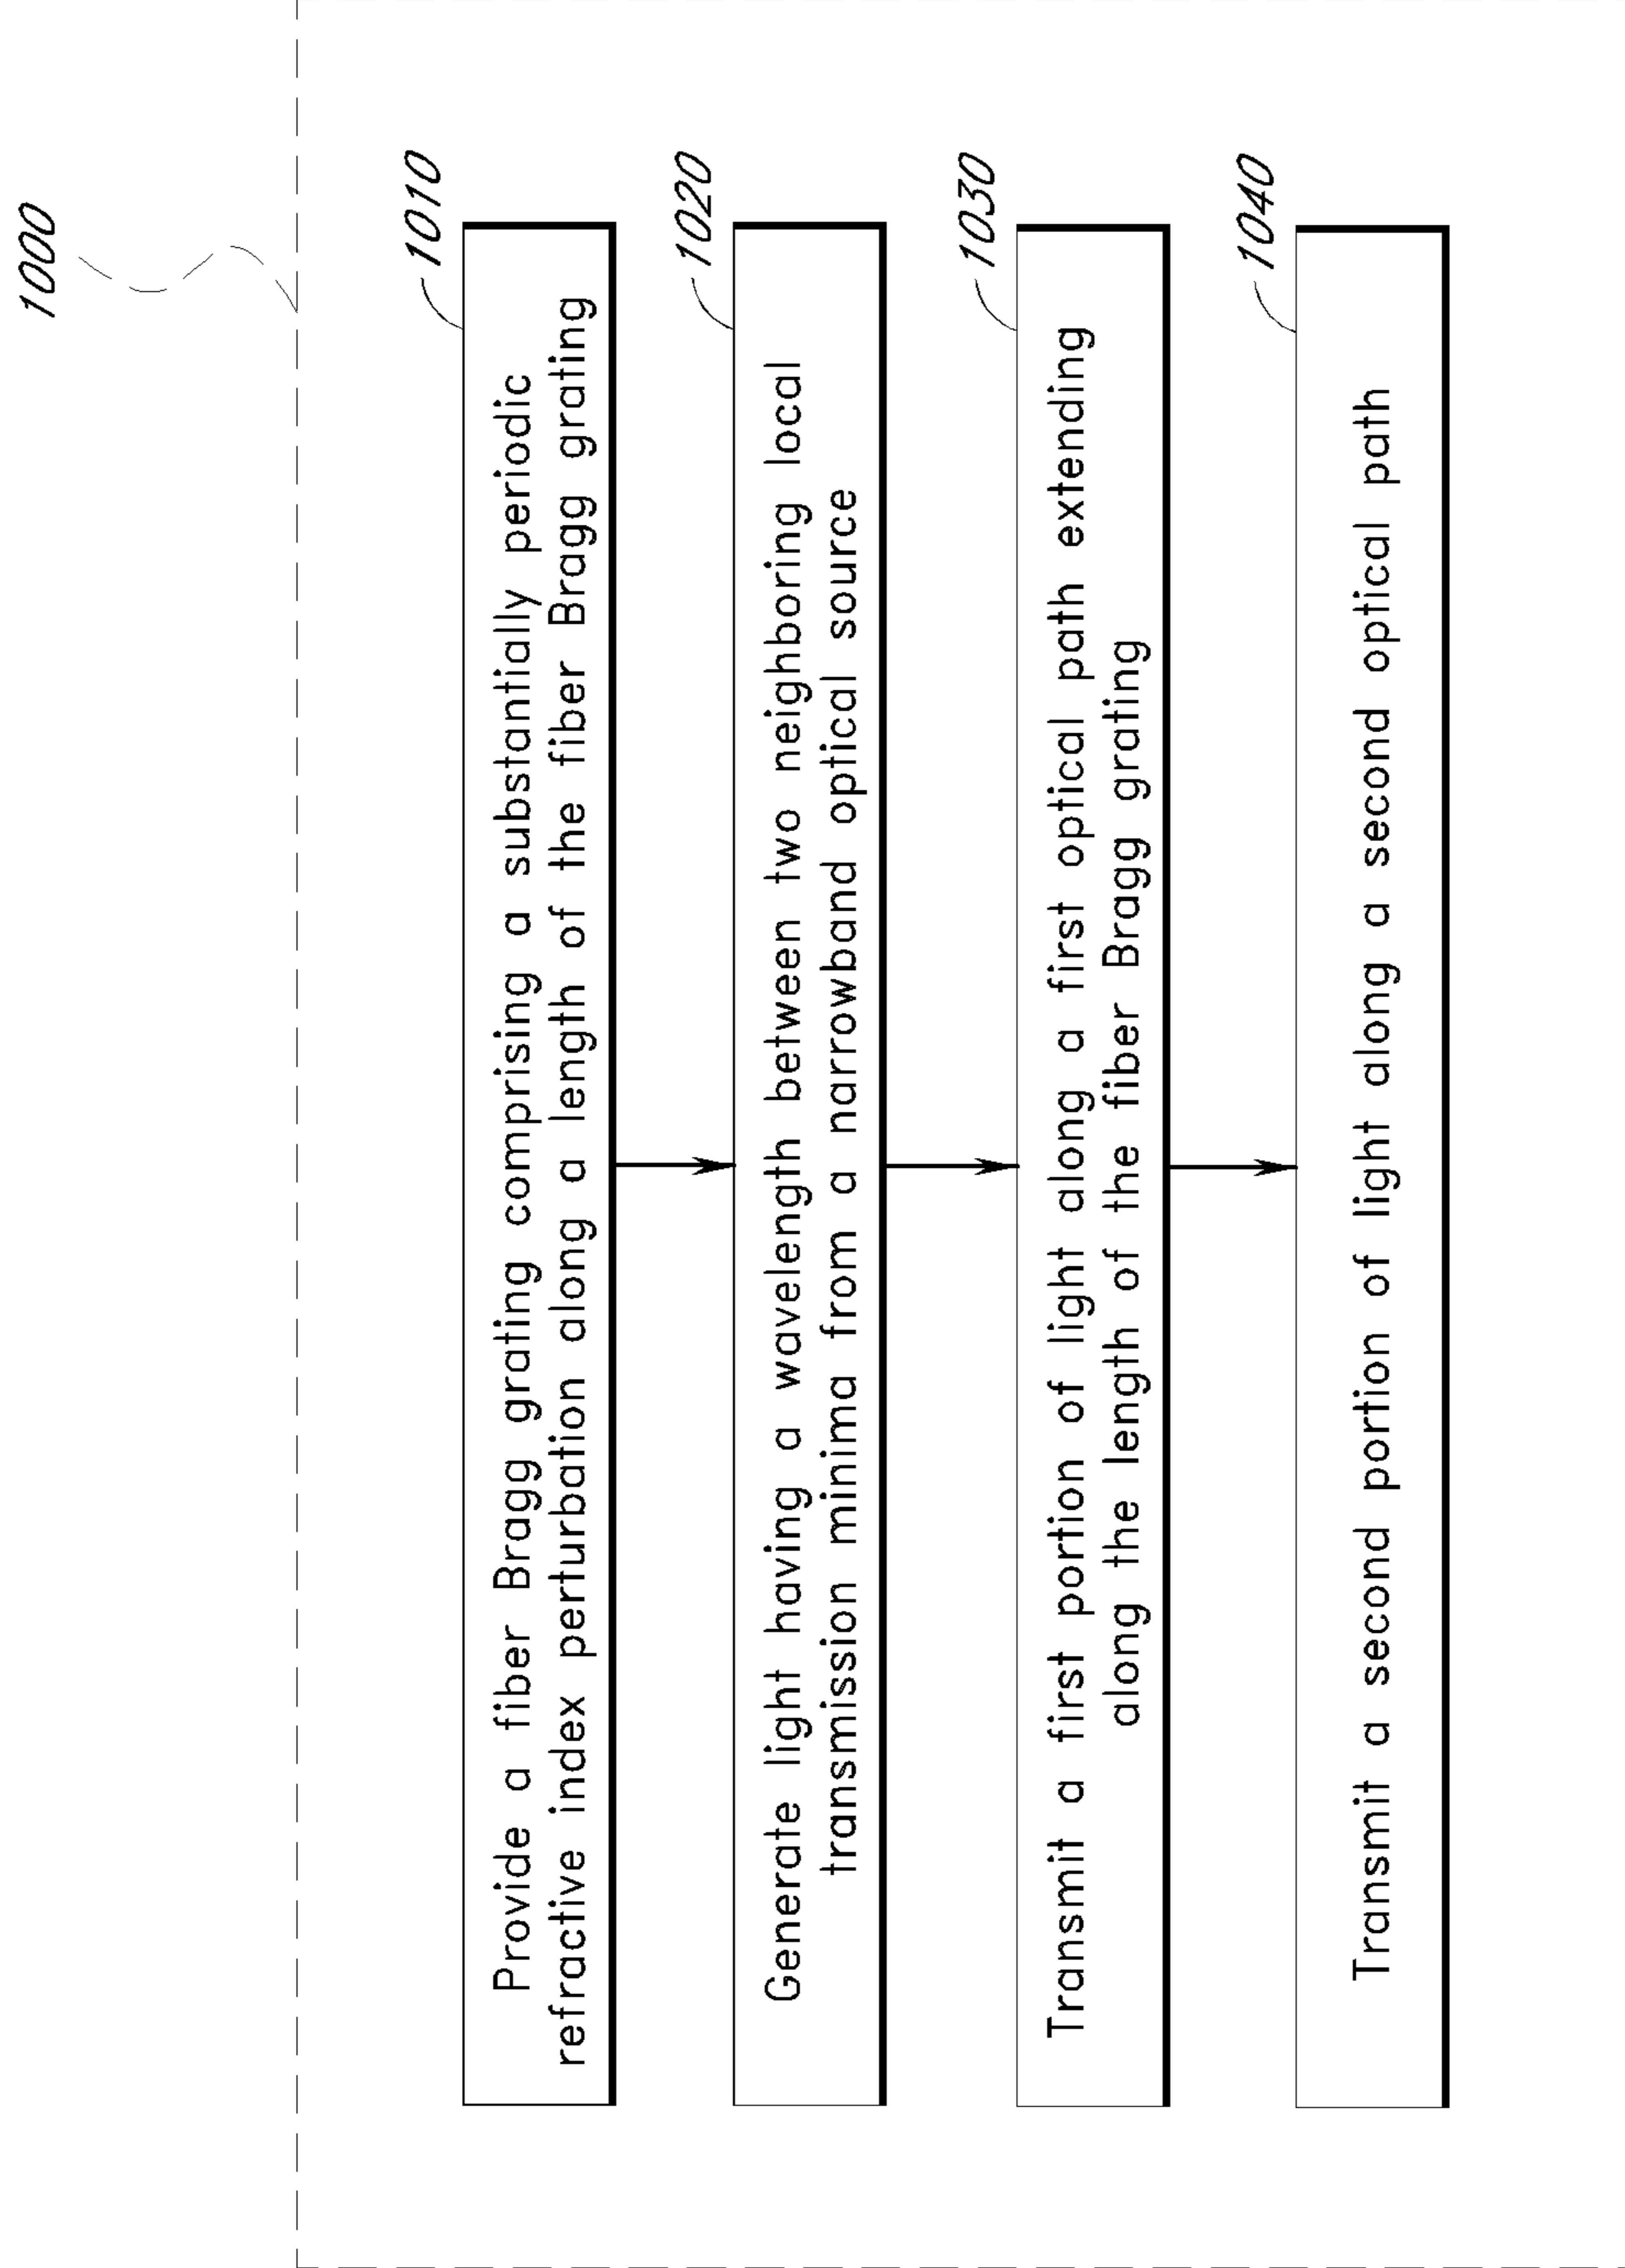 1000
1010
Provide a fiber Bragg grating comprising a substantially periodic
refractive index perturbation along a length of the fiber Bragg grating
1020
Generate light having a wavelength between two neighboring local
transmission minima from a narrowband optical source
1030
Transmit a first portion of light along a first optical path extending
along the length of the fiber Bragg grating
1040
Transmit a second portion of light along a second optical path